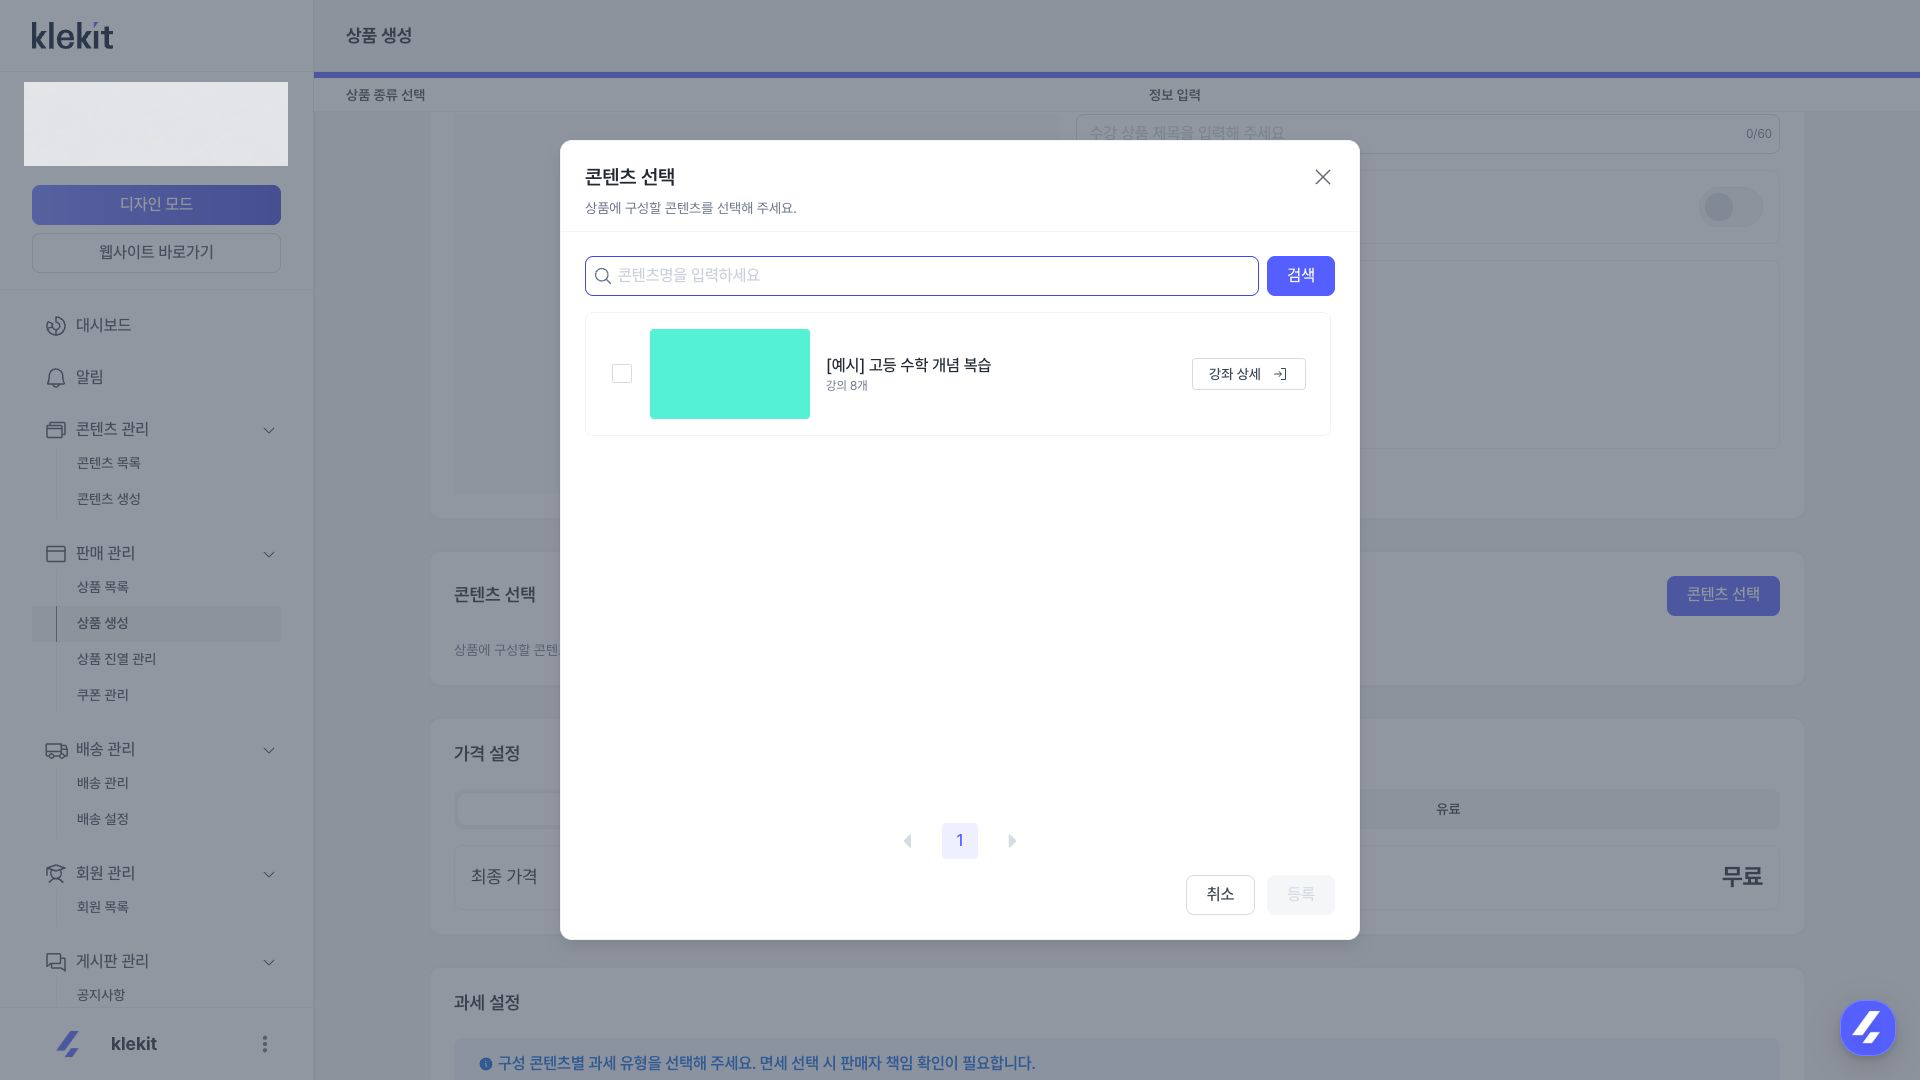 klekit
디자인 모드
웹사이트 바로가기
대시보드
알림
콘텐츠 관리
콘텐츠 목록
콘텐츠 생성
판매 관리
상품 목록
상품 생성
상품 진열 관리
쿠폰 관리
배송 관리
배송 관리
배송 설정
회원 관리
회원 목록
게시판 관리
공지사항
klekit
상품 생성
상품 종류 선택
정보 입력
수강 상품 제목을 입력해 주세요
0/60
콘텐츠 선택
콘텐츠 선택
상품에 구성할 콘텐
가격 설정
유료
최종 가격
무료
과세 설정
구성 콘텐츠별 과세 유형을 선택해 주세요. 면세 선택 시 판매자 책임 확인이 필요합니다.
콘텐츠 선택
상품에 구성할 콘텐츠를 선택해 주세요.
콘텐츠명을 입력하세요
검색
[예시] 고등 수학 개념 복습
강의 8개
강좌 상세
1
취소
등록